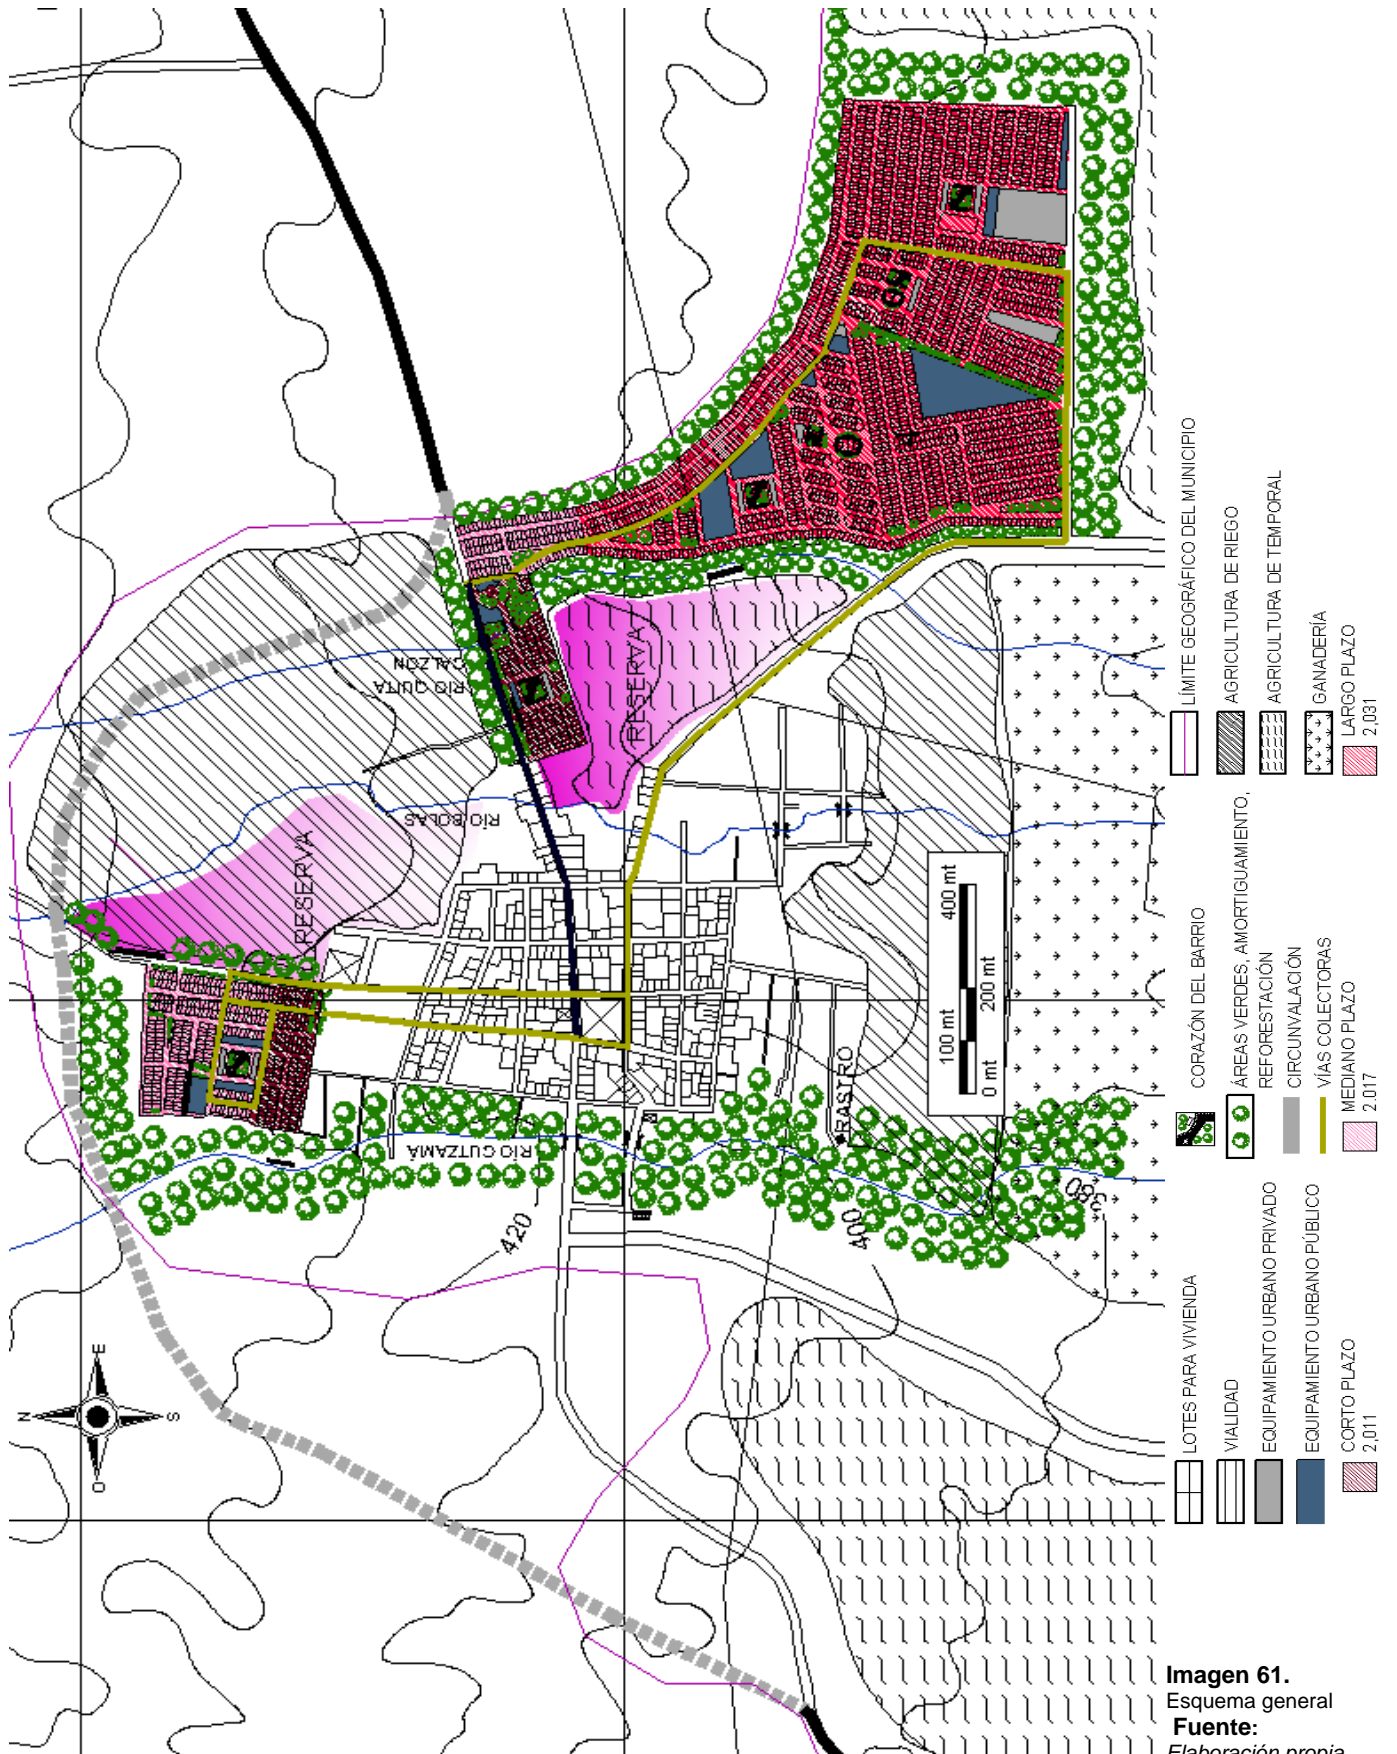 N
E
S
O
RESERVA
RESERVA
RÍO QUITA
CALZON
RÍO BOLAS
RÍO CUTZAMA
RASTRO
420
400
380
100 mt
400 mt
0 mt
200 mt
LOTES PARA VIVIENDA
VIALIDAD
EQUIPAMIENTO URBANO PRIVADO
EQUIPAMIENTO URBANO PÚBLICO
CORTO PLAZO
2,011
CORAZÓN DEL BARRIO
ÁREAS VERDES, AMORTIGUAMIENTO,
REFORESTACIÓN
CIRCUNVALACIÓN
VÍAS COLECTORAS
MEDIANO PLAZO
2.017
LÍMITE GEOGRÁFICO DEL MUNICIPIO
AGRICULTURA DE RIEGO
AGRICULTURA DE TEMPORAL
GANADERÍA
LARGO PLAZO
2,031
Imagen 61.
Esquema general
Fuente:
Elaboración propia